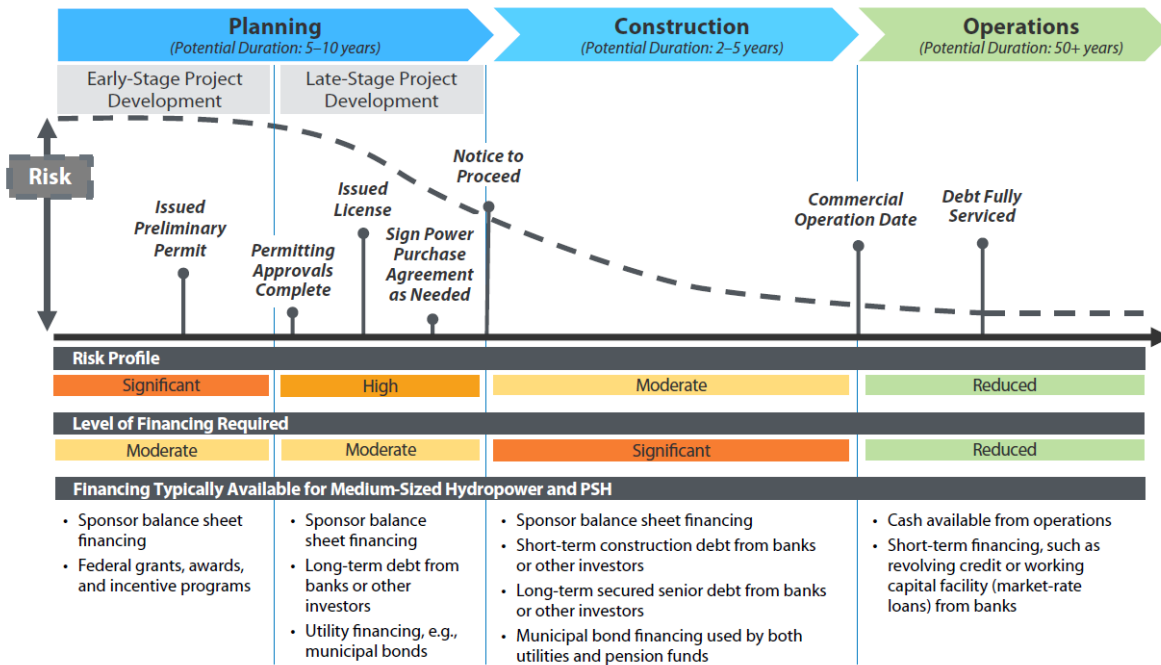 Planning
(Potential Duration: 5–10 years)
Construction
(Potential Duration: 2–5 years)
Operations
(Potential Duration: 50+ years)
Early-Stage Project
Development
Late-Stage Project
Development
Risk
Issued
Preliminary
Permit
Permitting
Approvals
Complete
Issued
License
Sign Power
Purchase
Agreement
as Needed
Notice to
Proceed
Commercial
Operation Date
Debt Fully
Serviced
Risk Profile
Significant
High
Moderate
Reduced
Level of Financing Required
Moderate
Moderate
Significant
Reduced
Financing Typically Available for Medium-Sized Hydropower and PSH
• Sponsor balance sheet
financing
• Federal grants, awards,
and incentive programs
• Sponsor balance
sheet financing
• Long-term debt from
banks or other
investors
• Utility financing, e.g.,
municipal bonds
• Sponsor balance sheet financing
• Short-term construction debt from banks
or other investors
• Long-term secured senior debt from banks
or other investors
• Municipal bond financing used by both
utilities and pension funds
• Cash available from operations
• Short-term financing, such as
revolving credit or working
capital facility (market-rate
loans) from banks